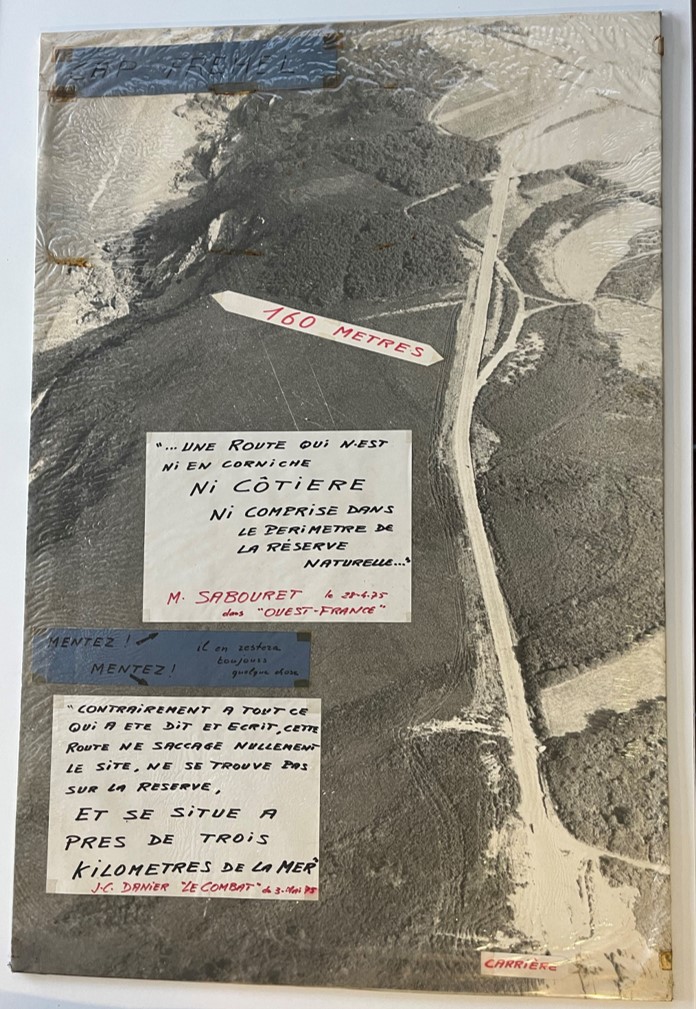 CAP FREHEL
160 METRES
"... UNE ROUTE QUI N'EST
NI EN CORNICHE
NI CÔTIERE
NI COMPRISE DANS
LE PERIMETRE DE
LA RÉSERVE
NATURELLE..."
M. SABOURET le 28-4-75
dans "OUEST-FRANCE"
MENTEZ !
il en restera
toujours
quelque chose
MENTEZ !
"CONTRAIREMENT A TOUT CE
QUI A ETE DIT ET ECRIT, CETTE
ROUTE NE SACCAGE NULLEMENT
LE SITE, NE SE TROUVE PAS
SUR LA RESERVE,
ET SE SITUE A
PRES DE TROIS
KILOMETRES DE LA MER"
J.C. DANIER "LE COMBAT" du 3. Mai 75
CARRIÈRE